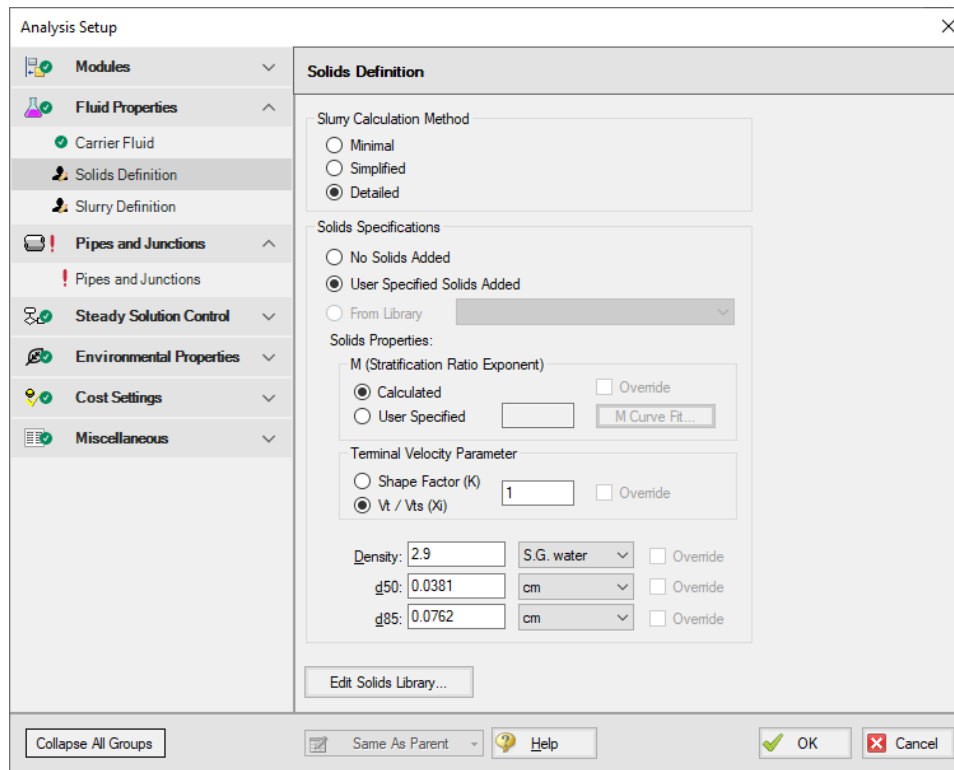 Analysis Setup
Modules
Fluid Properties
Carrier Fluid
Solids Definition
Slurry Definition
Pipes and Junctions
Pipes and Junctions
Steady Solution Control
Environmental Properties
Cost Settings
Miscellaneous
Collapse All Groups
Solids Definition
Slurry Calculation Method
Minimal
Simplified
Detailed
Solids Specifications
No Solids Added
User Specified Solids Added
From Library
Solids Properties:
M (Stratification Ratio Exponent)
Calculated Override
User Specified M Curve Fit...
Terminal Velocity Parameter
Shape Factor (K)
1 Override
Vt / Vts (Xi)
Density: 2.9 S.G. water Override
d50: 0.0381 cm Override
d85: 0.0762 cm Override
Edit Solids Library...
Same As Parent Help OK Cancel